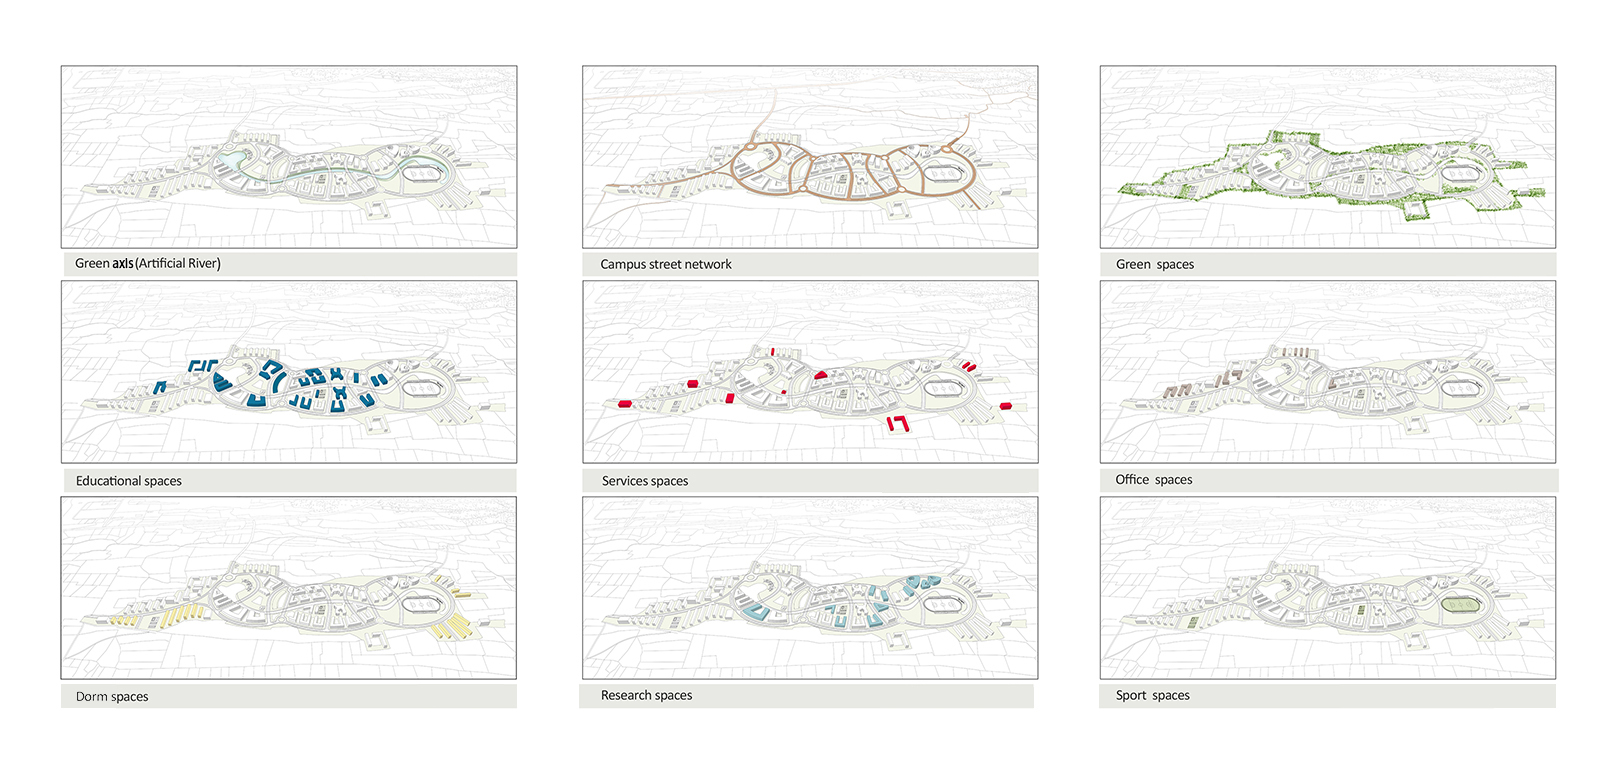 Green axis (Artificial River)
Campus street network
Green spaces
Educational spaces
Services spaces
Office spaces
Dorm spaces
Research spaces
Sport spaces